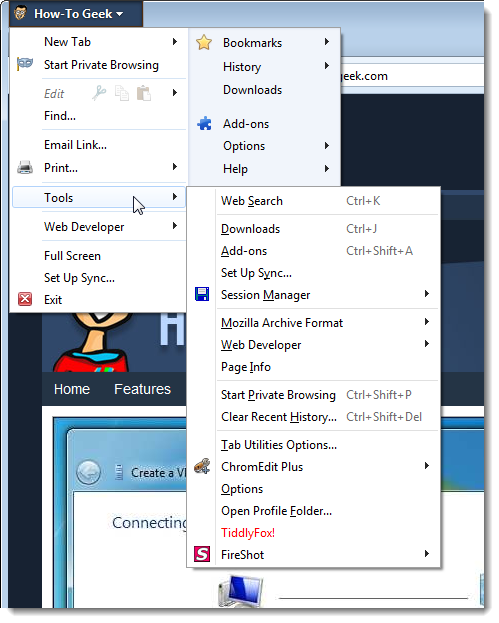 How-To Geek
New Tab
Start Private Browsing
Edit
Find...
Email Link...
Print...
Tools
Web Developer
Full Screen
Set Up Sync...
Exit
Bookmarks
History
Downloads
Add-ons
Options
Help
geek.com
Web Search Ctrl+K
Downloads Ctrl+J
Add-ons Ctrl+Shift+A
Set Up Sync...
Session Manager
Mozilla Archive Format
Web Developer
Page Info
Start Private Browsing Ctrl+Shift+P
Clear Recent History... Ctrl+Shift+Del
Tab Utilities Options...
ChromEdit Plus
Options
Open Profile Folder...
TiddlyFox!
S FireShot
H
Home Features
Create a VP
Connecting